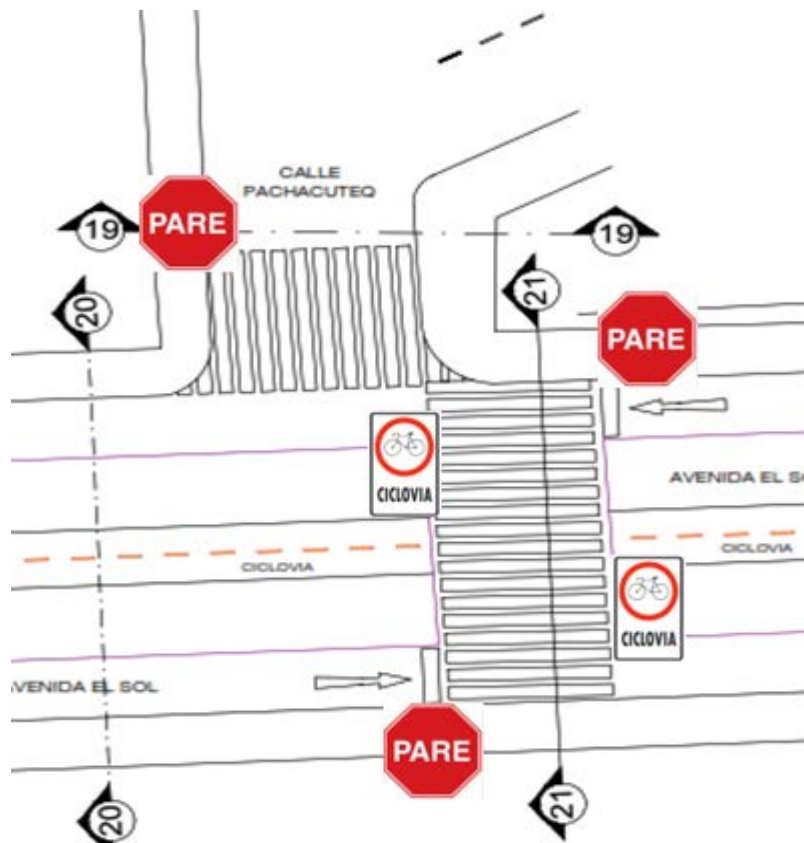 CALLE
PACHACUTEQ
19
PARE
19
20
21
PARE
CICLOVIA
AVENIDA EL SO
CICLOVIA
CICLOVIA
CICLOVIA
AVENIDA EL SOL
PARE
20
21